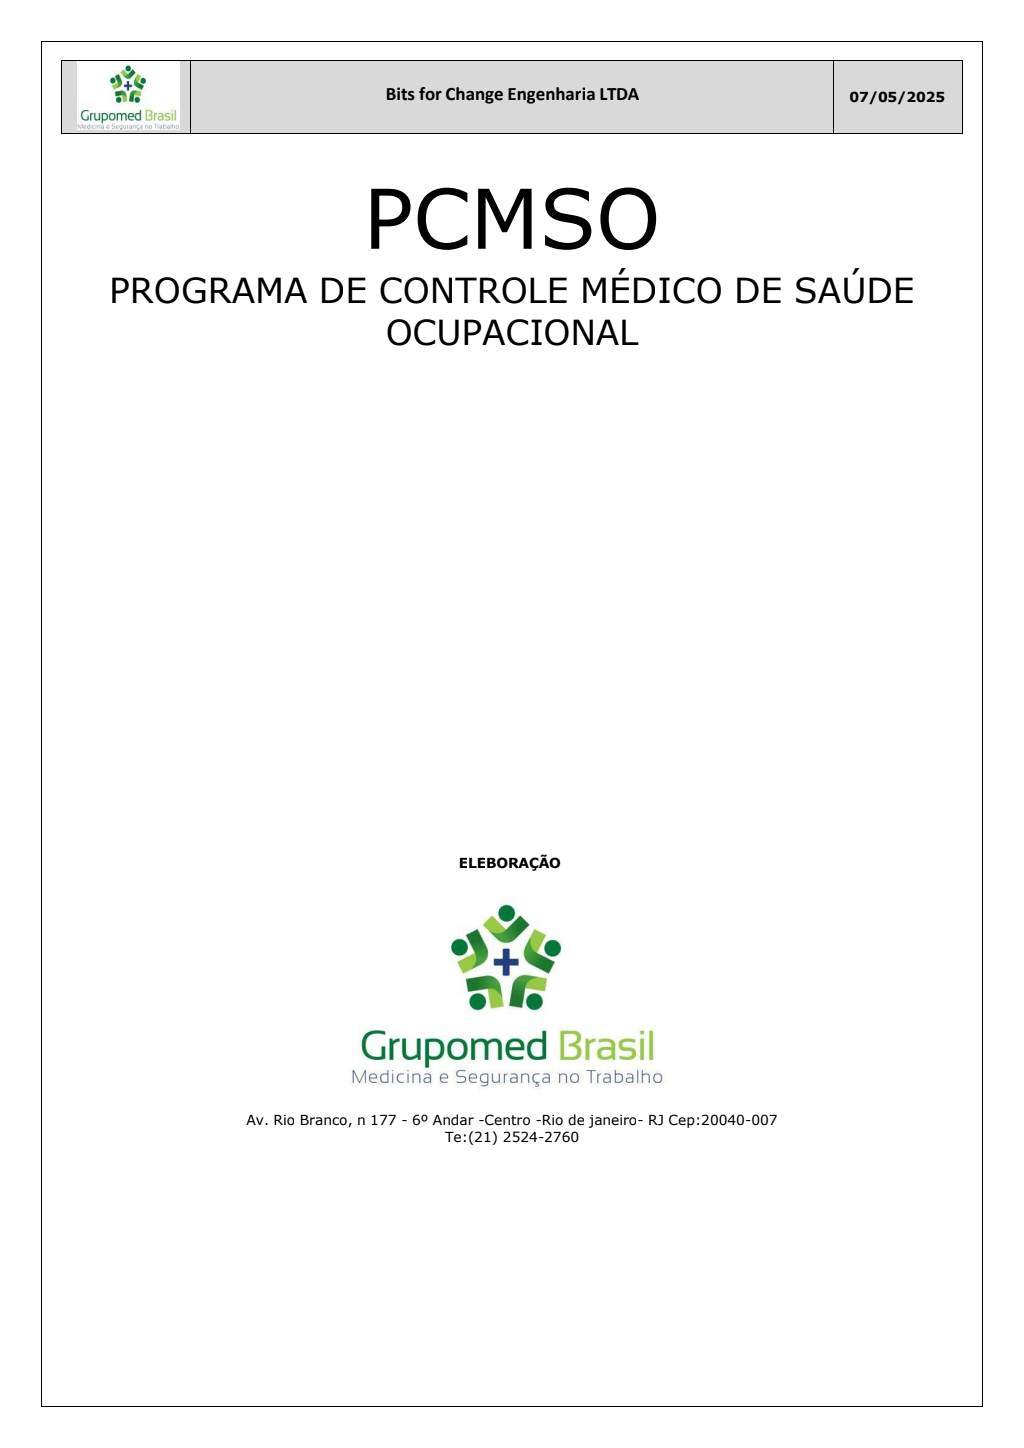 Grupomed Brasil
Medicina e Segurança no Trabalho
Bits for Change Engenharia LTDA
07/05/2025
PCMSO
PROGRAMA DE CONTROLE MÉDICO DE SAÚDE
OCUPACIONAL
ELEBORAÇÃO
Grupomed Brasil
Medicina e Segurança no Trabalho
Av. Rio Branco, n 177 - 6º Andar -Centro -Rio de janeiro- RJ Cep:20040-007
Te:(21) 2524-2760